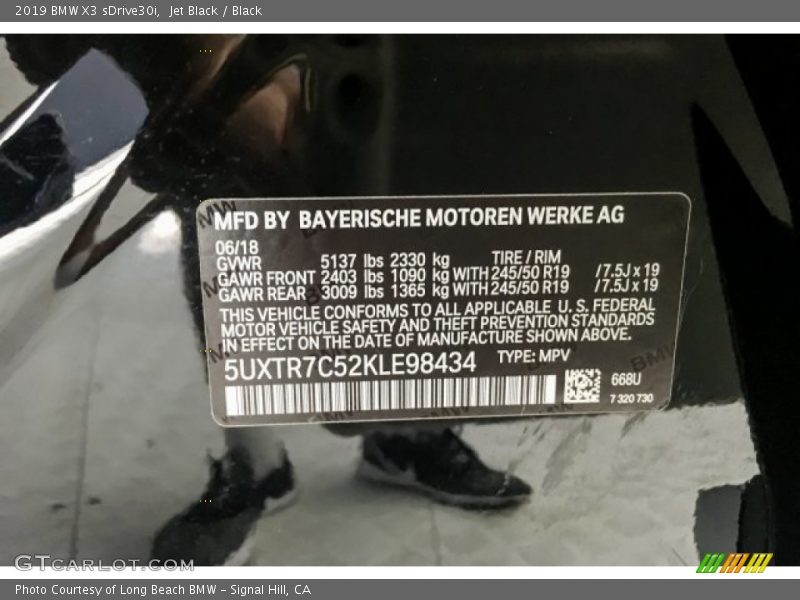 2019 BMW X3 sDrive30i, Jet Black / Black
MFD BY BAYERISCHE MOTOREN WERKE AG
06/18
GVWR 5137 lbs 2330 kg TIRE / RIM
GAWR FRONT 2403 lbs 1090 kg WITH 245/50 R19 /7.5J x 19
GAWR REAR 3009 lbs 1365 kg WITH 245/50 R19 /7.5J x 19
THIS VEHICLE CONFORMS TO ALL APPLICABLE U. S. FEDERAL
MOTOR VEHICLE SAFETY AND THEFT PREVENTION STANDARDS
IN EFFECT ON THE DATE OF MANUFACTURE SHOWN ABOVE.
5UXTR7C52KLE98434 TYPE: MPV
668U
7 320 730
GTcarlot.com
Photo Courtesy of Long Beach BMW - Signal Hill, CA